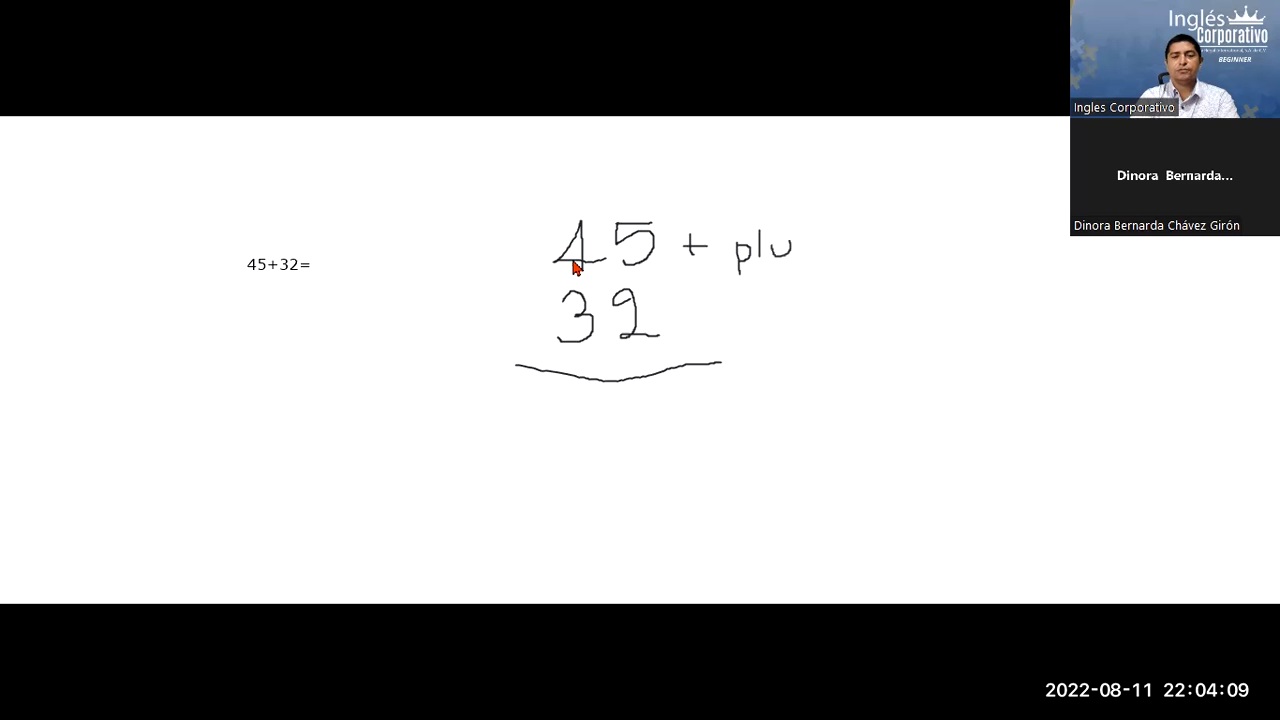 Inglés
Corporativo
BEGINNER
Ingles Corporativo
Dinora Bernarda...
Dinora Bernarda Chávez Girón
45+32=
45 + plu
32
2022-08-11 22:04:09